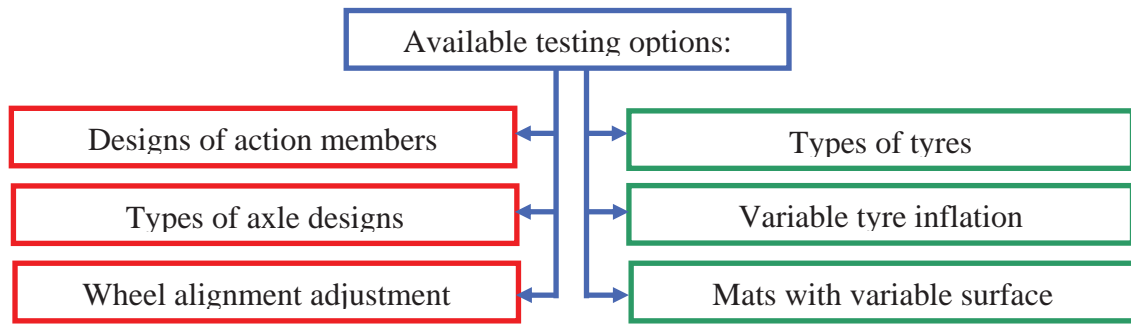 Available testing options:
Designs of action members
Types of tyres
Types of axle designs
Variable tyre inflation
Wheel alignment adjustment
Mats with variable surface